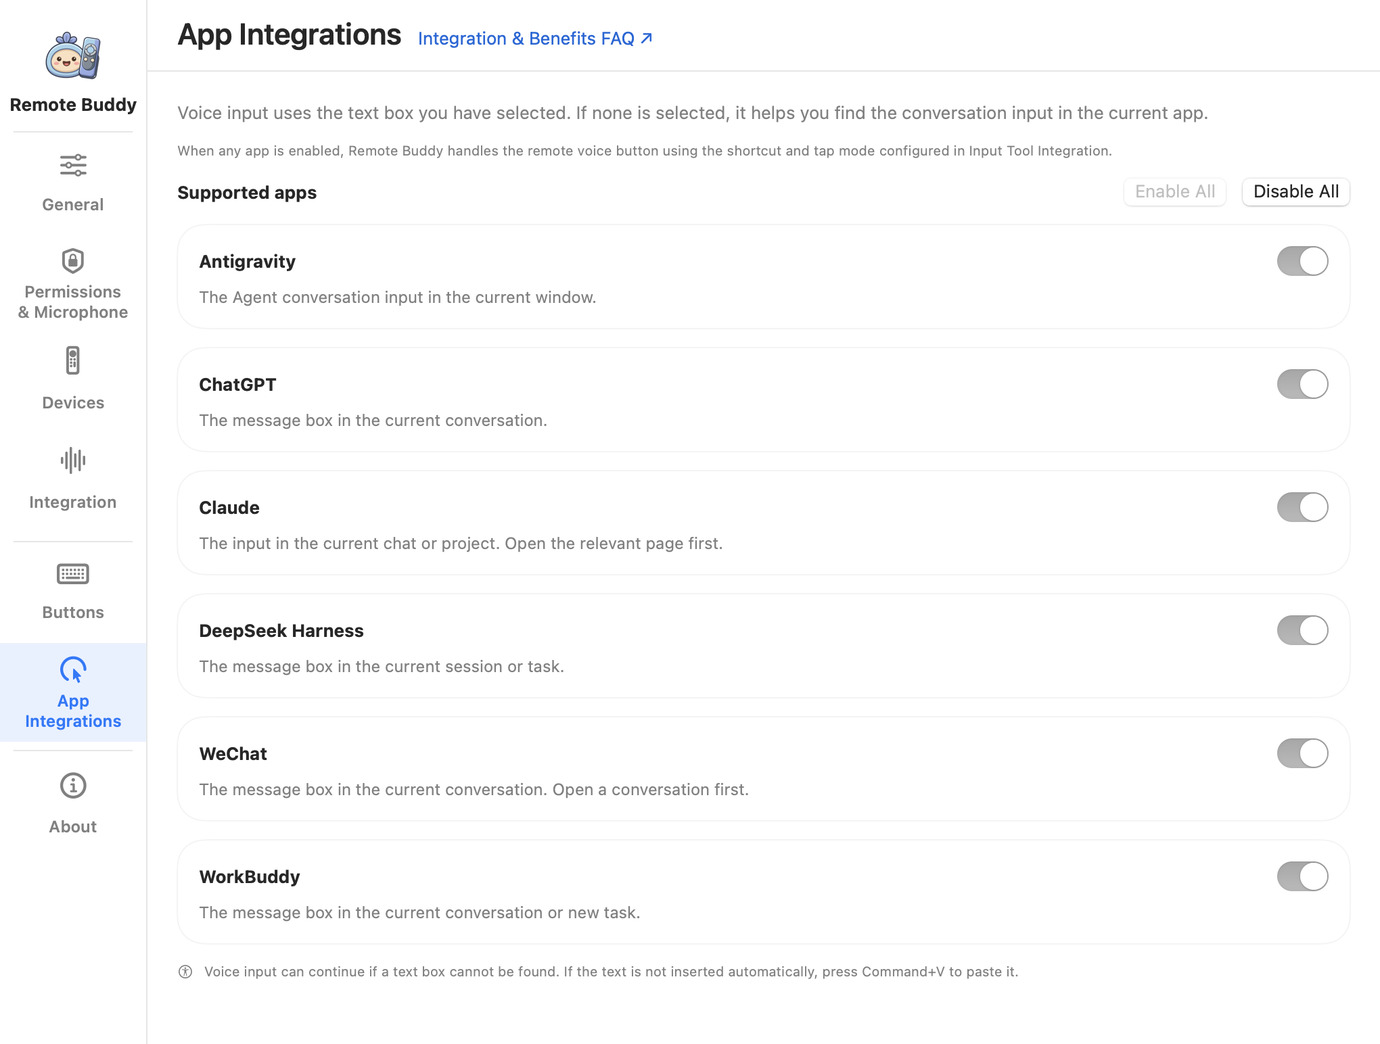 App Integrations
Integration & Benefits FAQ ↗
Remote Buddy
General
Permissions
& Microphone
Devices
Integration
Buttons
App
Integrations
About
Voice input uses the text box you have selected. If none is selected, it helps you find the conversation input in the current app.
When any app is enabled, Remote Buddy handles the remote voice button using the shortcut and tap mode configured in Input Tool Integration.
Supported apps
Enable All
Disable All
Antigravity
The Agent conversation input in the current window.
ChatGPT
The message box in the current conversation.
Claude
The input in the current chat or project. Open the relevant page first.
DeepSeek Harness
The message box in the current session or task.
WeChat
The message box in the current conversation. Open a conversation first.
WorkBuddy
The message box in the current conversation or new task.
Voice input can continue if a text box cannot be found. If the text is not inserted automatically, press Command+V to paste it.